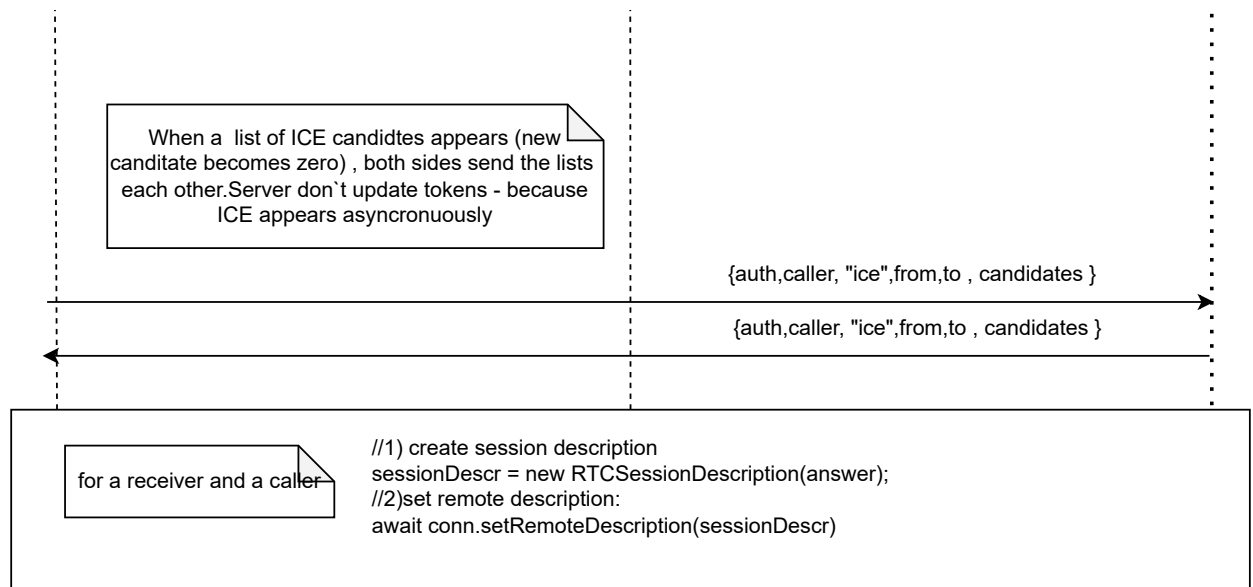 When a  list of ICE candidtes appears (new
canditate becomes zero) , both sides send the lists
each other.Server don`t update tokens - because
ICE appears asyncronuously
{auth,caller, "ice",from,to , candidates }
{auth,caller, "ice",from,to , candidates }
for a receiver and a caller
//1) create session description
sessionDescr = new RTCSessionDescription(answer);
//2)set remote description:
await conn.setRemoteDescription(sessionDescr)